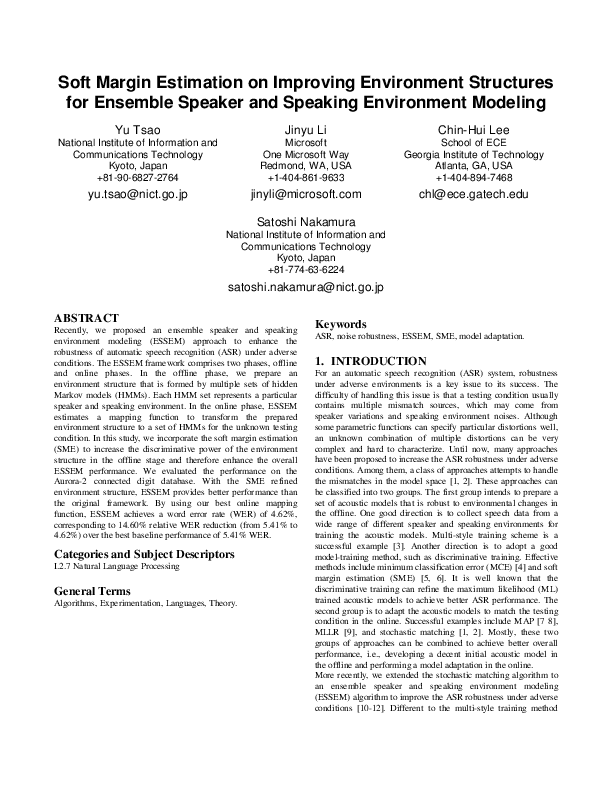 Soft Margin Estimation on Improving Environment Structures
for Ensemble Speaker and Speaking Environment Modeling
Yu Tsao
National Institute of Information and
Communications Technology
Kyoto, Japan
+81-90-6827-2764
yu.tsao@nict.go.jp
Jinyu Li
Microsoft
One Microsoft Way
Redmond, WA, USA
+1-404-861-9633
jinyli@microsoft.com
Chin-Hui Lee
School of ECE
Georgia Institute of Technology
Atlanta, GA, USA
+1-404-894-7468
chl@ece.gatech.edu
Satoshi Nakamura
National Institute of Information and
Communications Technology
Kyoto, Japan
+81-774-63-6224
satoshi.nakamura@nict.go.jp
ABSTRACT
Recently, we proposed an ensemble speaker and speaking
environment modeling (ESSEM) approach to enhance the
robustness of automatic speech recognition (ASR) under adverse
conditions. The ESSEM framework comprises two phases, offline
and online phases. In the offline phase, we prepare an
environment structure that is formed by multiple sets of hidden
Markov models (HMMs). Each HMM set represents a particular
speaker and speaking environment. In the online phase, ESSEM
estimates a mapping function to transform the prepared
environment structure to a set of HMMs for the unknown testing
condition. In this study, we incorporate the soft margin estimation
(SME) to increase the discriminative power of the environment
structure in the offline stage and therefore enhance the overall
ESSEM performance. We evaluated the performance on the
Aurora-2 connected digit database. With the SME refined
environment structure, ESSEM provides better performance than
the original framework. By using our best online mapping
function, ESSEM achieves a word error rate (WER) of 4.62%,
corresponding to 14.60% relative WER reduction (from 5.41% to
4.62%) over the best baseline performance of 5.41% WER.
Categories and Subject Descriptors
I.2.7 Natural Language Processing
General Terms
Algorithms, Experimentation, Languages, Theory.
Keywords
ASR, noise robustness, ESSEM, SME, model adaptation.
1. INTRODUCTION
For an automatic speech recognition (ASR) system, robustness
under adverse environments is a key issue to its success. The
difficulty of handling this issue is that a testing condition usually
contains multiple mismatch sources, which may come from
speaker variations and speaking environment noises. Although
some parametric functions can specify particular distortions well,
an unknown combination of multiple distortions can be very
complex and hard to characterize. Until now, many approaches
have been proposed to increase the ASR robustness under adverse
conditions. Among them, a class of approaches attempts to handle
the mismatches in the model space [1, 2]. These approaches can
be classified into two groups. The first group intends to prepare a
set of acoustic models that is robust to environmental changes in
the offline. One good direction is to collect speech data from a
wide range of different speaker and speaking environments for
training the acoustic models. Multi-style training scheme is a
successful example [3]. Another direction is to adopt a good
model-training method, such as discriminative training. Effective
methods include minimum classification error (MCE) [4] and soft
margin estimation (SME) [5, 6]. It is well known that the
discriminative training can refine the maximum likelihood (ML)
trained acoustic models to achieve better ASR performance. The
second group is to adapt the acoustic models to match the testing
condition in the online. Successful examples include MAP [7 8],
MLLR [9], and stochastic matching [1, 2]. Mostly, these two
groups of approaches can be combined to achieve better overall
performance, i.e., developing a decent initial acoustic model in
the offline and performing a model adaptation in the online.
More recently, we extended the stochastic matching algorithm to
an ensemble speaker and speaking environment modeling
(ESSEM) algorithm to improve the ASR robustness under adverse
conditions [10-12]. Different to the multi-style training method